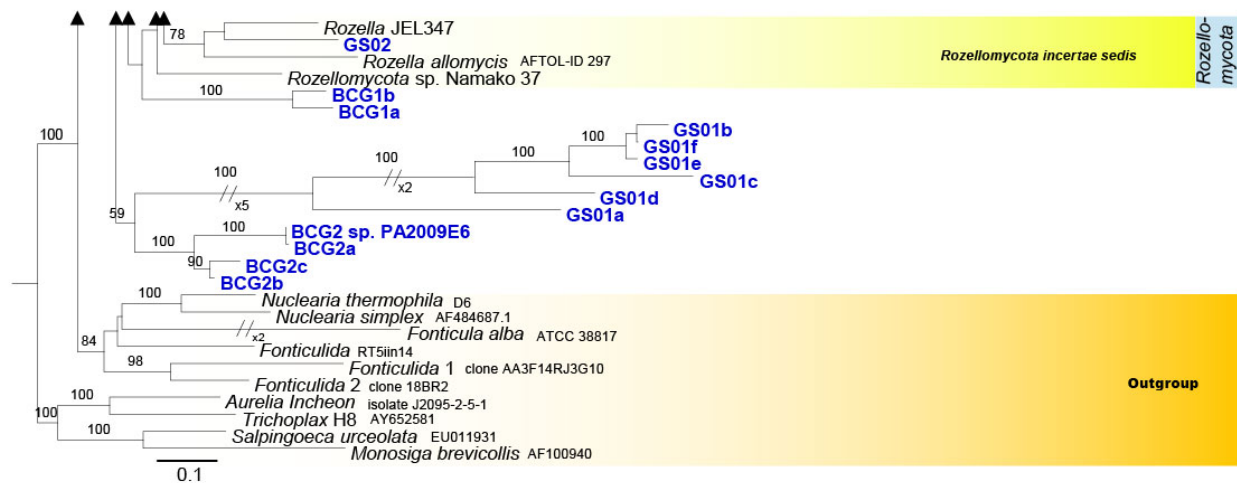 78
Rozella JEL347
GS02
Rozella allomycis AFTOL-ID 297
Rozellomycota sp. Namako 37
Rozellomycota incertae sedis
Rozello-
mycota
100
BCG1b
BCG1a
100
100
100
100
100
GS01b
GS01f
GS01e
GS01c
x5
x2
GS01d
GS01a
59
100
100
BCG2 sp. PA2009E6
BCG2a
90
BCG2c
BCG2b
100
Nuclearia thermophila D6
Nuclearia simplex AF484687.1
x2
Fonticula alba ATCC 38817
84
Fonticulida RT5iin14
98
Fonticulida 1 clone AA3F14RJ3G10
Fonticulida 2 clone 18BR2
Outgroup
100
100
Aurelia Incheon isolate J2095-2-5-1
Trichoplax H8 AY652581
100
Salpingoeca urceolata EU011931
Monosiga brevicollis AF100940
0.1